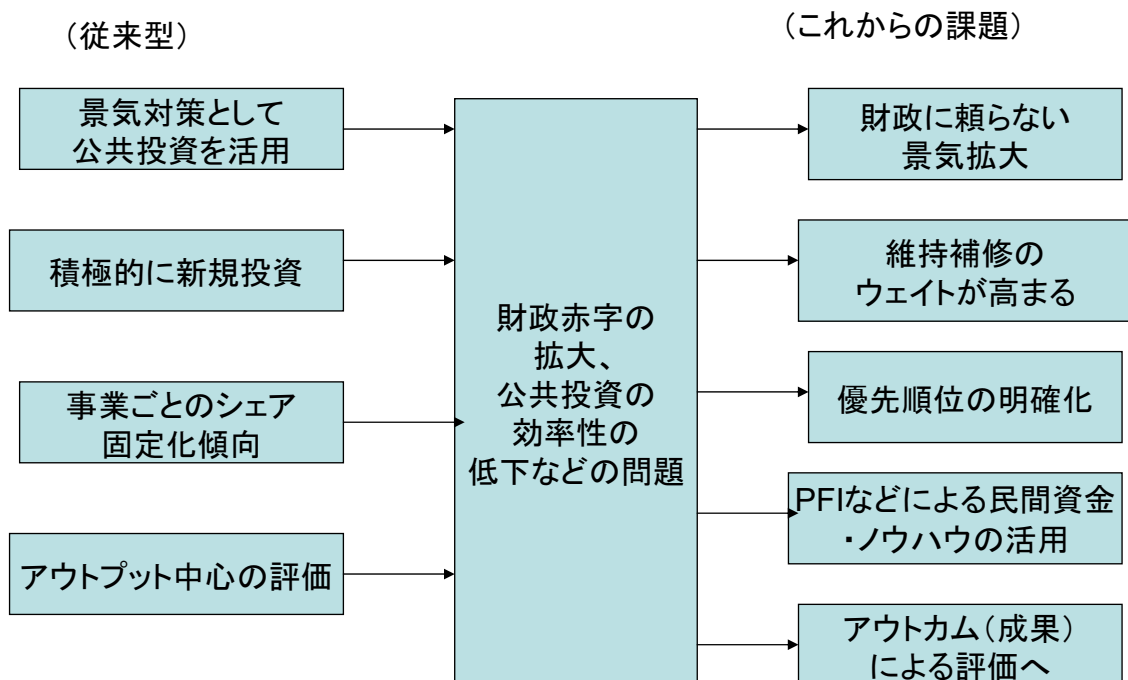 （従来型）
景気対策として
公共投資を活用
積極的に新規投資
事業ごとのシェア
固定化傾向
アウトプット中心の評価
財政赤字の
拡大、
公共投資の
効率性の
低下などの問題
（これからの課題）
財政に頼らない
景気拡大
維持補修の
ウェイトが高まる
優先順位の明確化
PFIなどによる民間資金
・ノウハウの活用
アウトカム（成果）
による評価へ